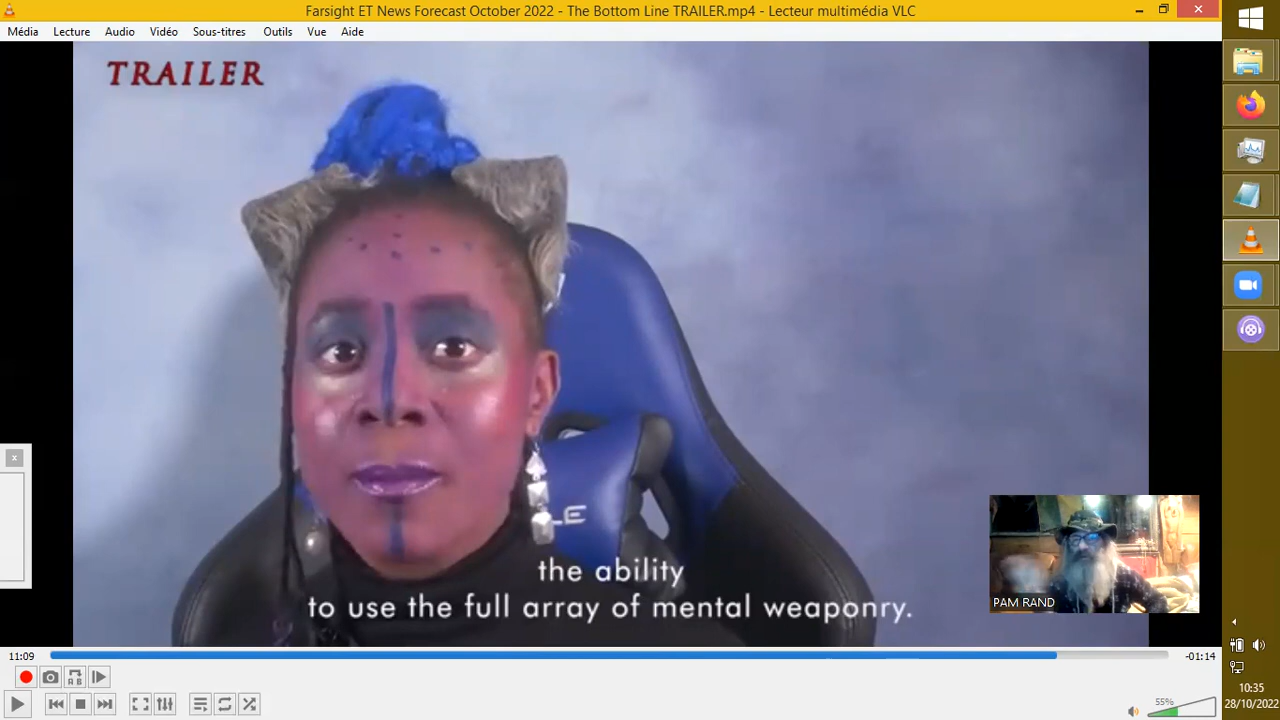 Farsight ET News Forecast October 2022 - The Bottom Line TRAILER.mp4 - Lecteur multimédia VLC
Média Lecture Audio Vidéo Sous-titres Outils Vue Aide
TRAILER
LE
the ability
to use the full array of mental weaponry.
PAM RAND
11:09
-01:14
A B
55%
10:35
28/10/2022